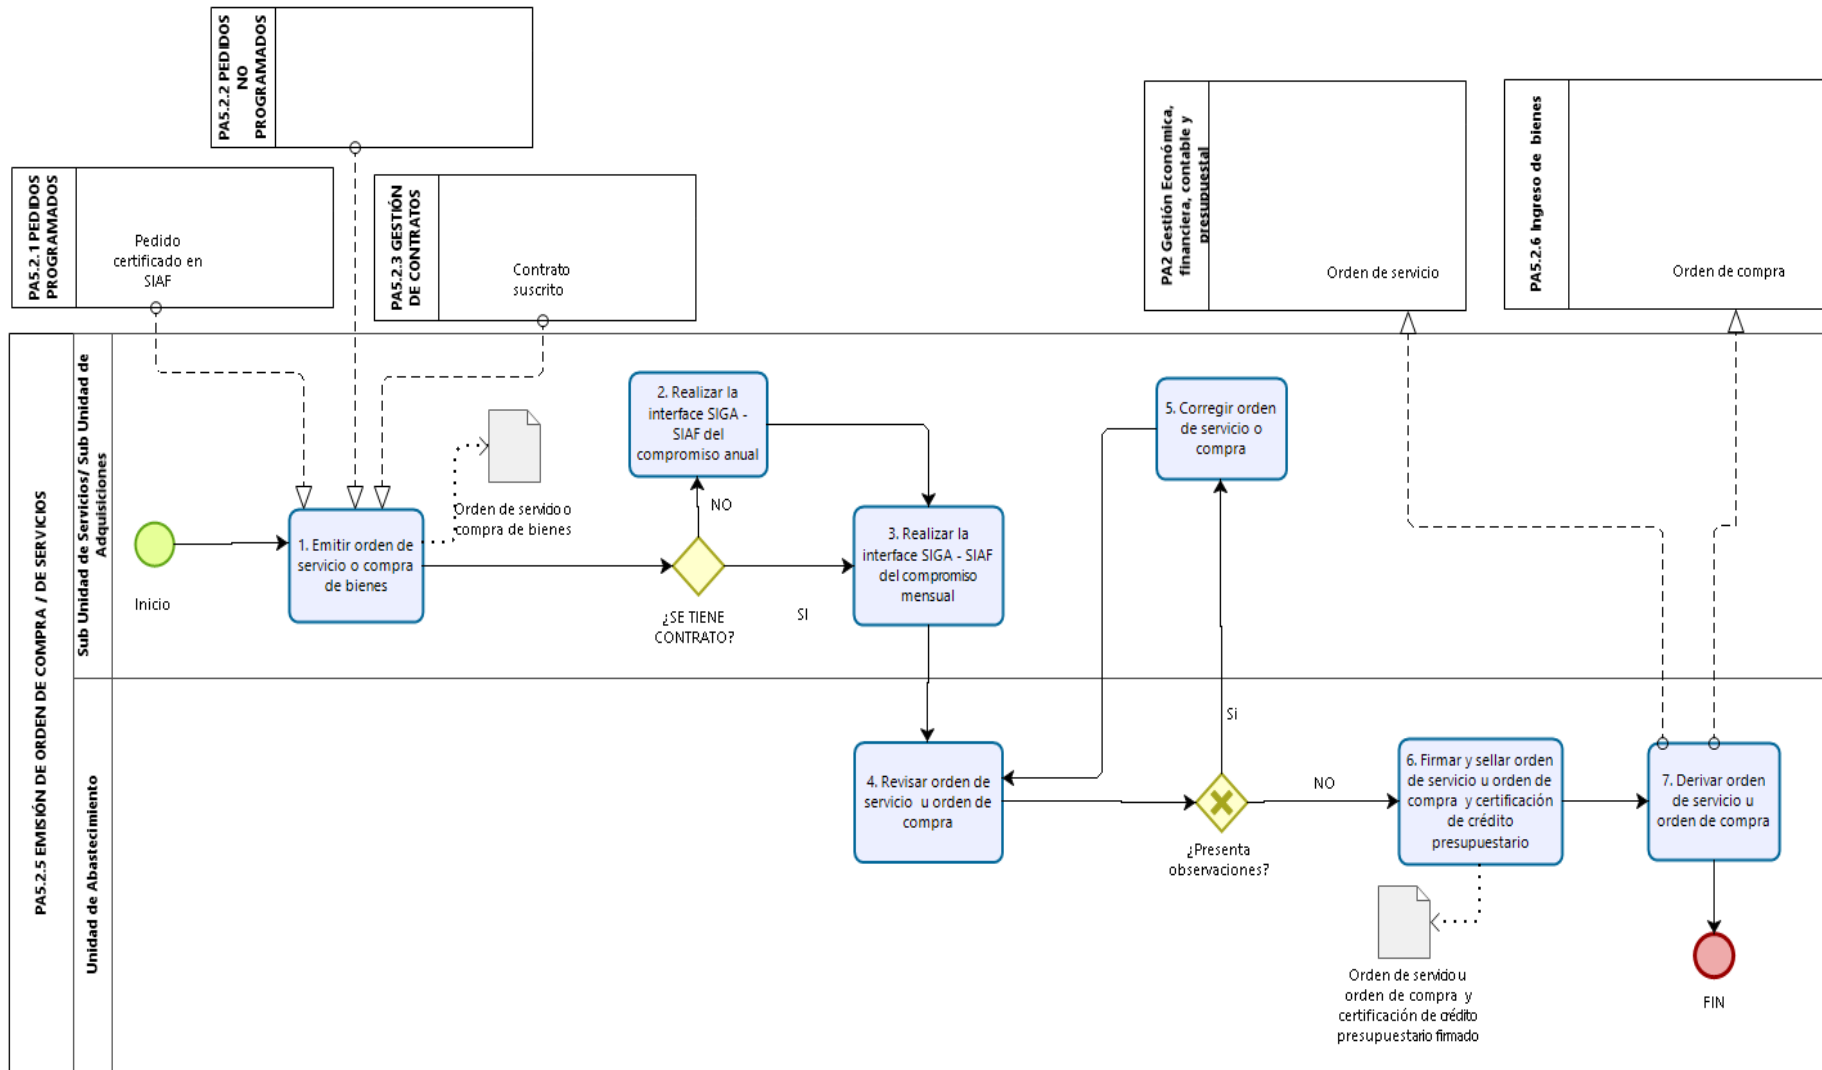 PA5.2.2 PEDIDOS
NO
PROGRAMADOS
PA5.2.1 PEDIDOS
PROGRAMADOS
Pedido
certificado en
SIAF
PA5.2.3 GESTIÓN
DE CONTRATOS
Contrato
suscrito
PA2 Gestión Económica,
financiera, contable y
presupuestal
Orden de servicio
PA5.2.6 Ingreso de bienes
Orden de compra
PA5.2.5 EMISIÓN DE ORDEN DE COMPRA / DE SERVICIOS
Sub Unidad de Servicios/ Sub Unidad de
Adquisiciones
Inicio
1. Emitir orden de
servicio o compra
de bienes
Orden de servicio o
compra de bienes
2. Realizar la
interface SIGA -
SIAF del
compromiso anual
NO
¿SE TIENE
CONTRATO?
SI
3. Realizar la
interface SIGA - SIAF
del compromiso
mensual
5. Corregir orden
de servicio o
compra
Unidad de Abastecimiento
4. Revisar orden de
servicio u orden de
compra
Si
¿Presenta
observaciones?
NO
6. Firmar y sellar orden
de servicio u orden de
compra y certificación
de crédito
presupuestario
Orden de servicio u
orden de compra y
certificación de crédito
presupuestario firmado
7. Derivar orden
de servicio u
orden de compra
FIN